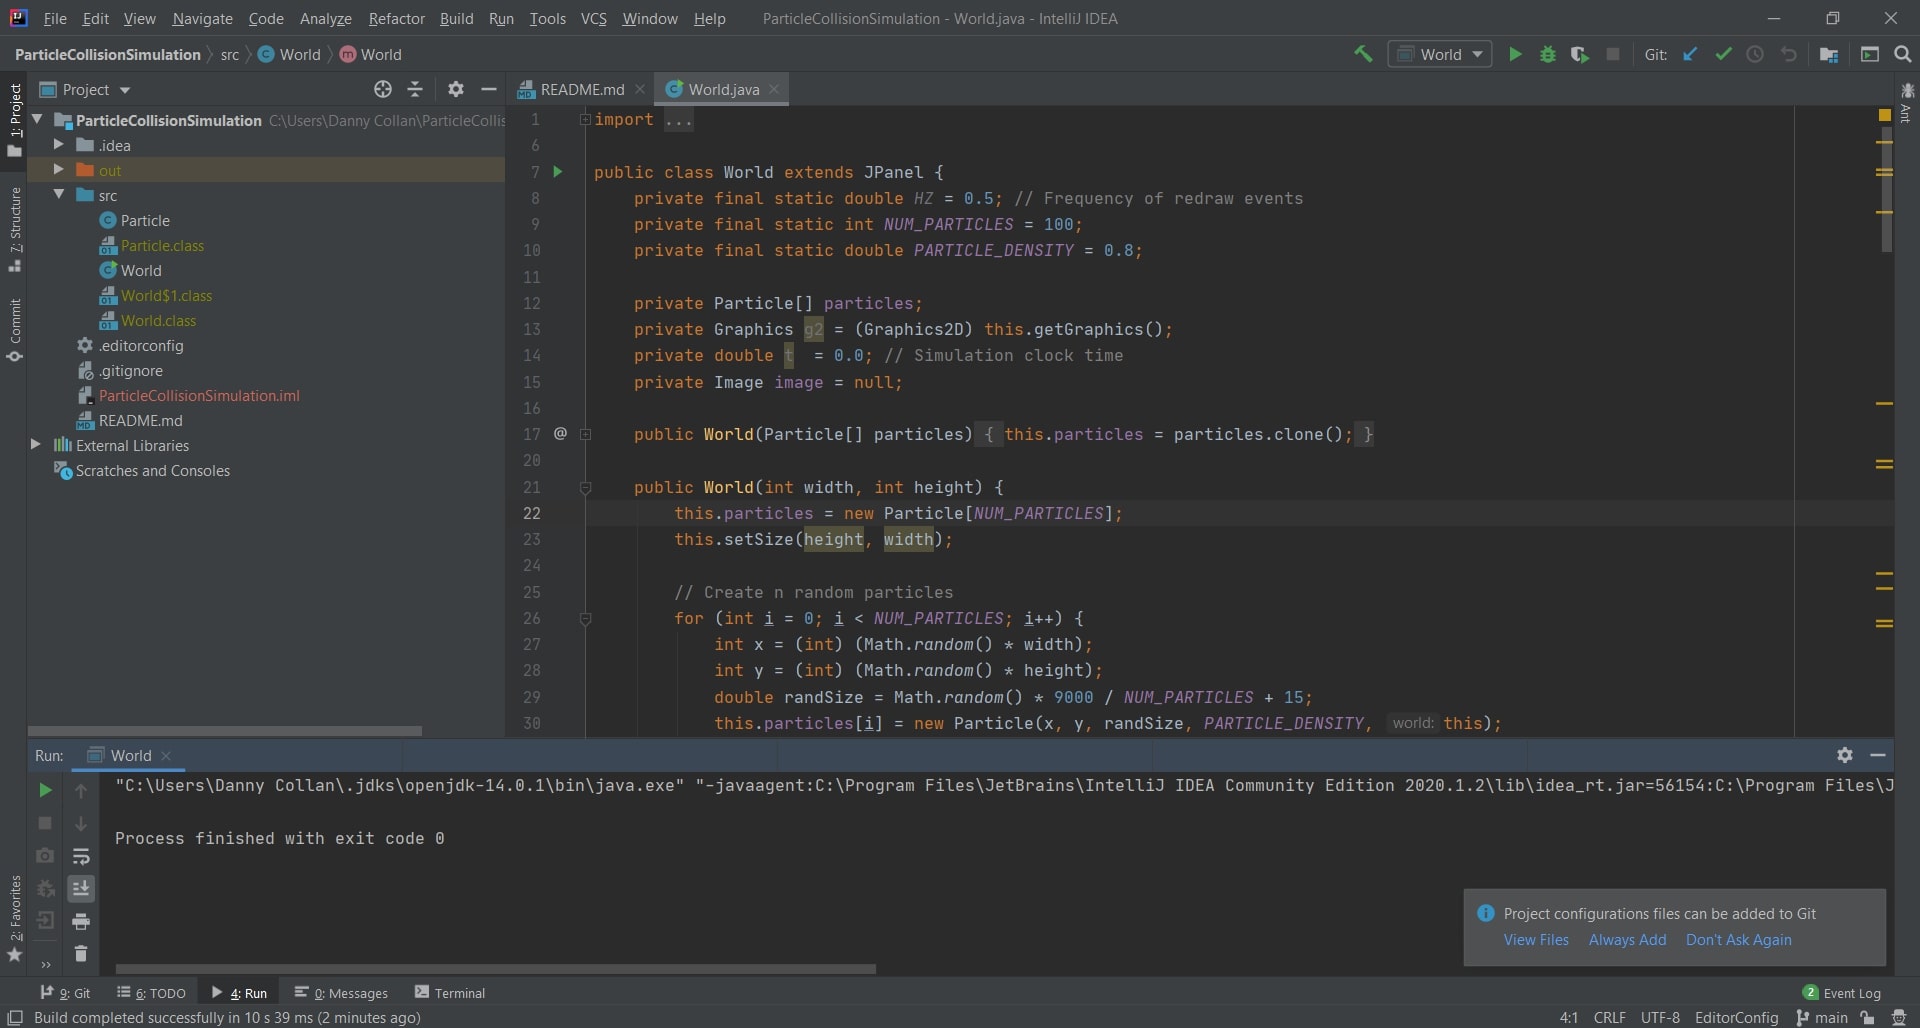 File Edit View Navigate Code Analyze Refactor Build Run Tools VCS Window Help ParticleCollisionSimulation - World.java - IntelliJ IDEA
ParticleCollisionSimulation src World World World Git:
Project README.md World.java
1: Project
7: Structure
Commit
2: Favorites
Ant
ParticleCollisionSimulation C:\Users\Danny Collan\ParticleCollis
.idea
out
src
Particle
Particle.class
World
World$1.class
World.class
.editorconfig
.gitignore
ParticleCollisionSimulation.iml
README.md
External Libraries
Scratches and Consoles
1 import ...
6
7 public class World extends JPanel {
8 private final static double HZ = 0.5; // Frequency of redraw events
9 private final static int NUM_PARTICLES = 100;
10 private final static double PARTICLE_DENSITY = 0.8;
11
12 private Particle[] particles;
13 private Graphics g2 = (Graphics2D) this.getGraphics();
14 private double t  = 0.0; // Simulation clock time
15 private Image image = null;
16
17 @ public World(Particle[] particles) { this.particles = particles.clone(); }
20
21 public World(int width, int height) {
22 this.particles = new Particle[NUM_PARTICLES];
23 this.setSize(height, width);
24
25 // Create n random particles
26 for (int i = 0; i < NUM_PARTICLES; i++) {
27 int x = (int) (Math.random() * width);
28 int y = (int) (Math.random() * height);
29 double randSize = Math.random() * 9000 / NUM_PARTICLES + 15;
30 this.particles[i] = new Particle(x, y, randSize, PARTICLE_DENSITY, world: this);
Run: World
"C:\Users\Danny Collan\.jdks\openjdk-14.0.1\bin\java.exe" "-javaagent:C:\Program Files\JetBrains\IntelliJ IDEA Community Edition 2020.1.2\lib\idea_rt.jar=56154:C:\Program Files\J
Process finished with exit code 0
Project configurations files can be added to Git
View Files Always Add Don't Ask Again
9: Git 6: TODO 4: Run 0: Messages Terminal 2 Event Log
Build completed successfully in 10 s 39 ms (2 minutes ago) 4:1 CRLF UTF-8 EditorConfig main